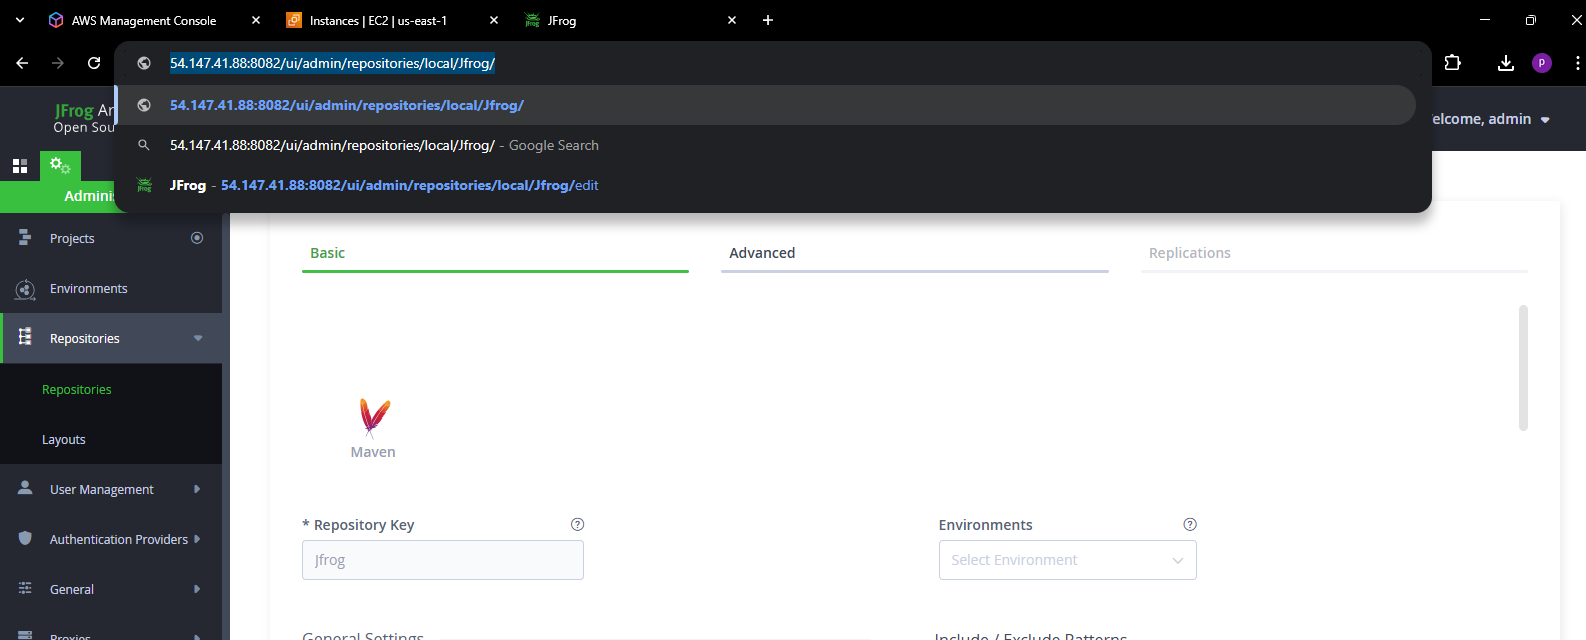 AWS Management Console
Instances | EC2 | us-east-1
JFrog
54.147.41.88:8082/ui/admin/repositories/local/Jfrog/
P
54.147.41.88:8082/ui/admin/repositories/local/Jfrog/
54.147.41.88:8082/ui/admin/repositories/local/Jfrog/ - Google Search
JFrog - 54.147.41.88:8082/ui/admin/repositories/local/Jfrog/edit
JFrog Ar
Open Sou
elcome, admin
Adminis
Projects
Environments
Repositories
Repositories
Layouts
User Management
Authentication Providers
General
Proxies
Basic
Advanced
Replications
Maven
* Repository Key
Jfrog
Environments
Select Environment
General Settings
Include / Exclude Patterns